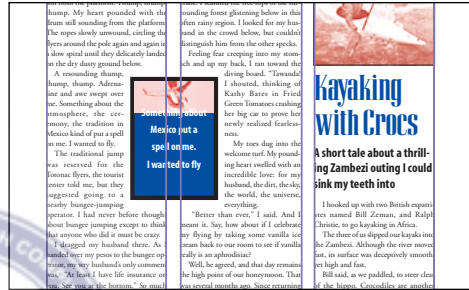 thump. My heart pounded with the
drum still sounding from the platform.
The ropes slowly unwound, circling the
flyers around the pole again and again in
a slow spiral until they delicately landed
on the dry dusty ground below.
A resounding thump,
thump, thump. Adrena-
line and awe swept over
me. Something about the
atmosphere, the cer-
emony, the tradition in
Mexico kind of put a spell
on me. I wanted to fly.
The traditional jump
was reserved for the
Totonac flyers, the tourist
center told me, but they
suggested going to a
nearby bungee-jumping
operator. I had never before thought
about bungee jumping except to think
that anyone who did it must be crazy.
I dragged my husband there. As I
handed over my pesos to the bungee op-
erator, my husband's only comment
was, "At least I have life insurance on
you. See you at the bottom." So much
Something about
Mexico put a
spell on me.
I wanted to fly
rounding forest glistening below in this
often rainy region. I looked for my hus-
band in the crowd below, but couldn't
distinguish him from the other specks.
Feeling fear creeping into my stom-
ach and up my back, I ran toward the
diving board. "Tawanda!
I shouted, thinking of
Kathy Bates in Fried
Green Tomatoes crashing
her big car to prove her
newly realized fearless-
ness.
My toes dug into the
welcome turf. My pound-
ing heart swelled with an
incredible love: for my
husband, the dirt, the sky,
the world, the universe,
everything.
"Better than ever," I said. And I
meant it. Say, how about if I celebrate
my flying by taking some vanilla ice
cream back to our room to see if vanilla
really is an aphrodisiac?
Well, he agreed, and that day remains
the high point of our honeymoon. That
was several months ago. Since returning
Kayaking
with Crocs
A short tale about a thrill-
ing Zambezi outing I could
sink my teeth into
I hooked up with two British expatri-
ates named Bill Zeman, and Ralph
Christie, to go kayaking in Africa.
The three of us slipped our kayaks into
the Zambezi. Although the river moved
fast, its surface was deceptively smooth
yet high and fast.
Bill said, as we paddled, to steer clear
of the hippo. Crocodiles are another